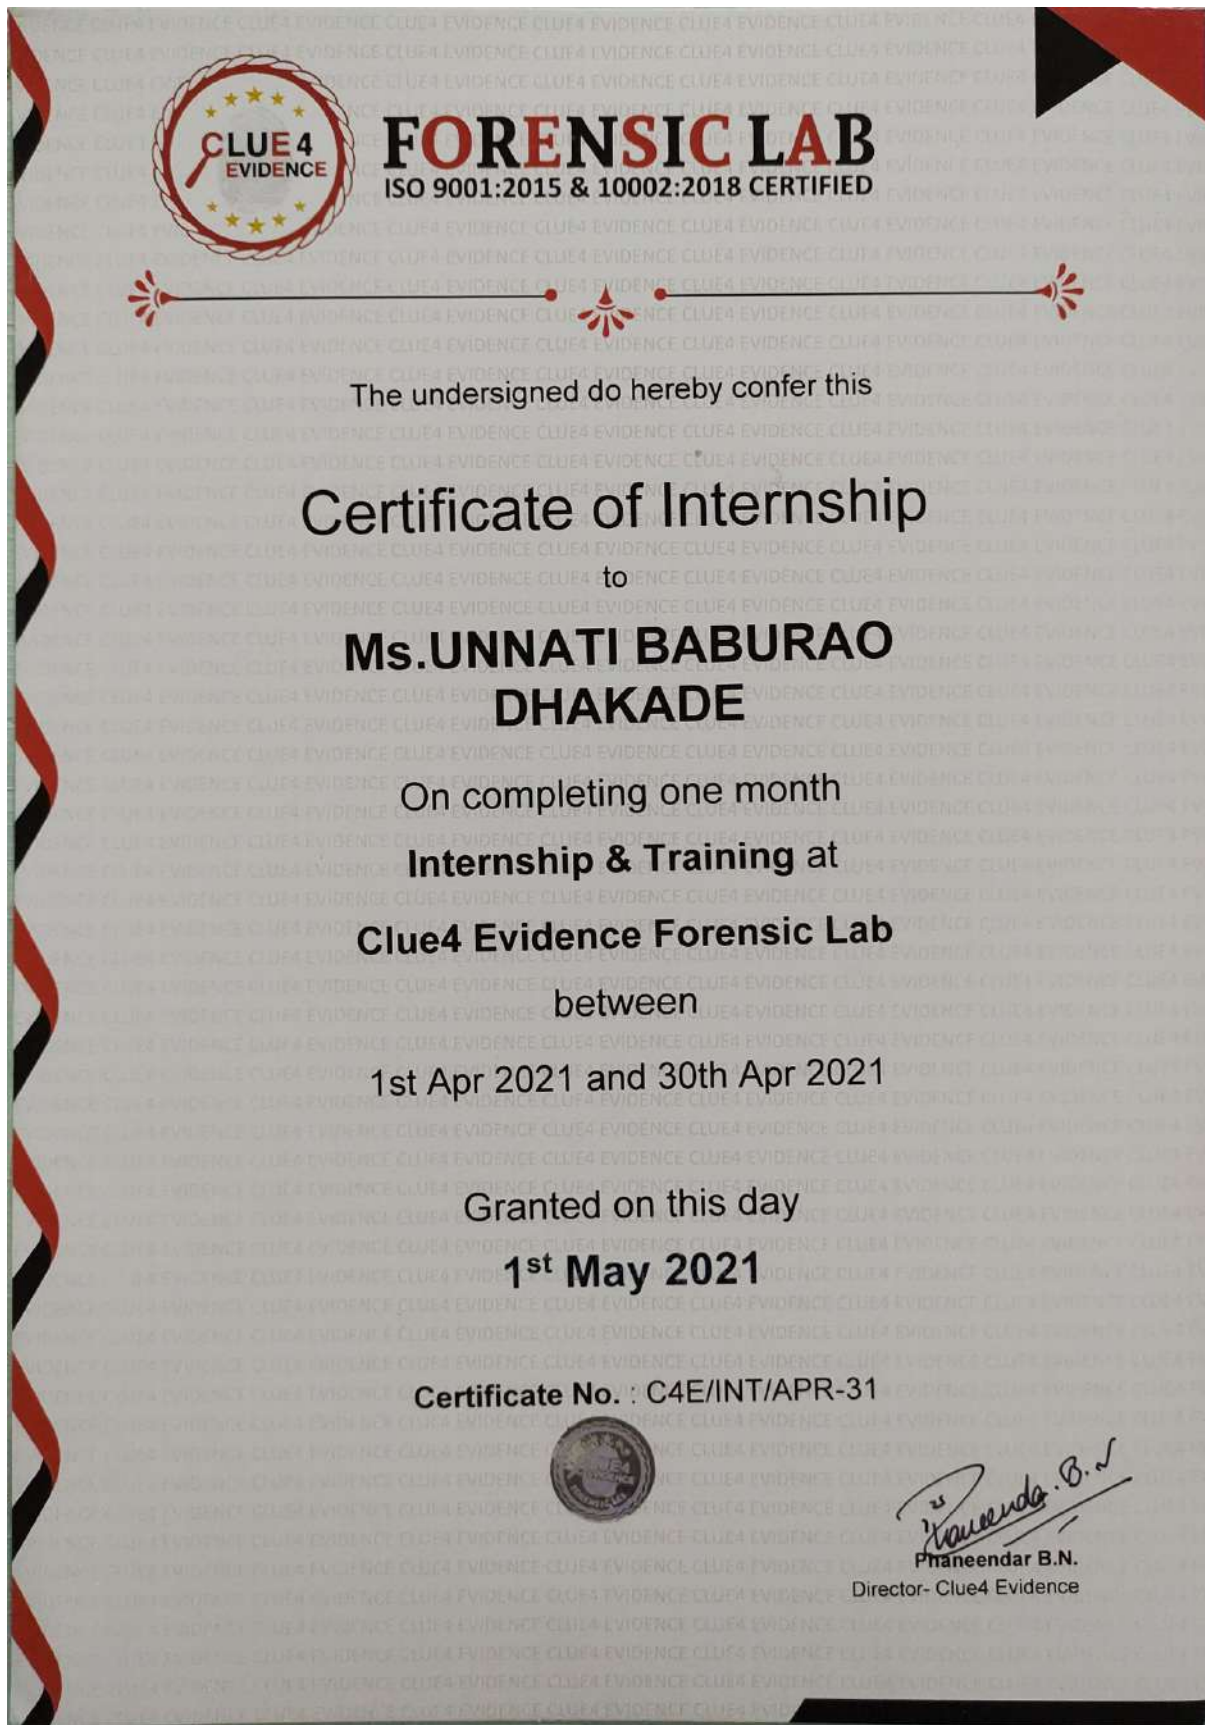 CLUE 4
EVIDENCE
FORENSIC LAB
ISO 9001:2015 & 10002:2018 CERTIFIED
The undersigned do hereby confer this
Certificate of Internship
to
Ms.UNNATI BABURAO
DHAKADE
On completing one month
Internship & Training at
Clue4 Evidence Forensic Lab
between
1st Apr 2021 and 30th Apr 2021
Granted on this day
1st May 2021
Certificate No. : C4E/INT/APR-31
Phaneendar B.N
Phaneendar B.N.
Director- Clue4 Evidence